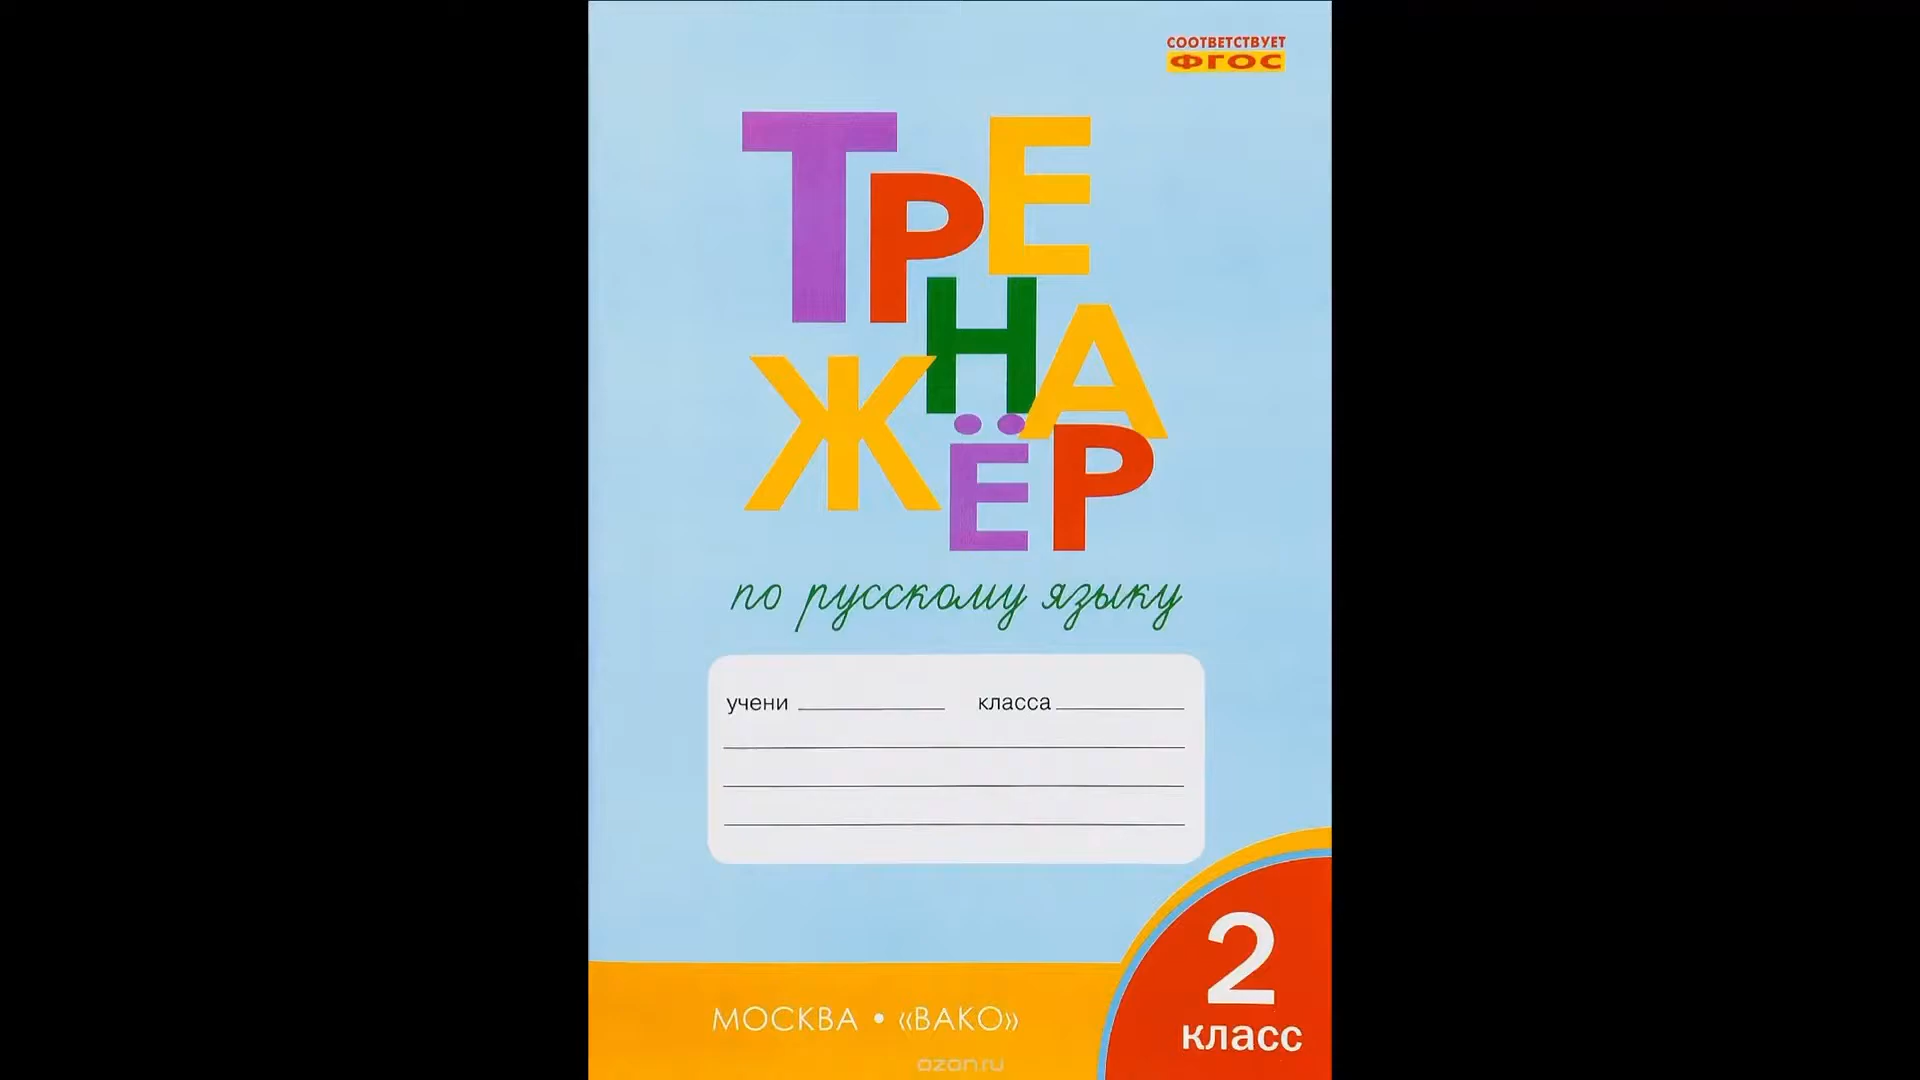 СООТВЕТСТВУЕТ
ФГОС
ТРЕНАЖЁР
по русскому языку
учени
класса
2
класс
МОСКВА • «ВАКО»
ozon.ru